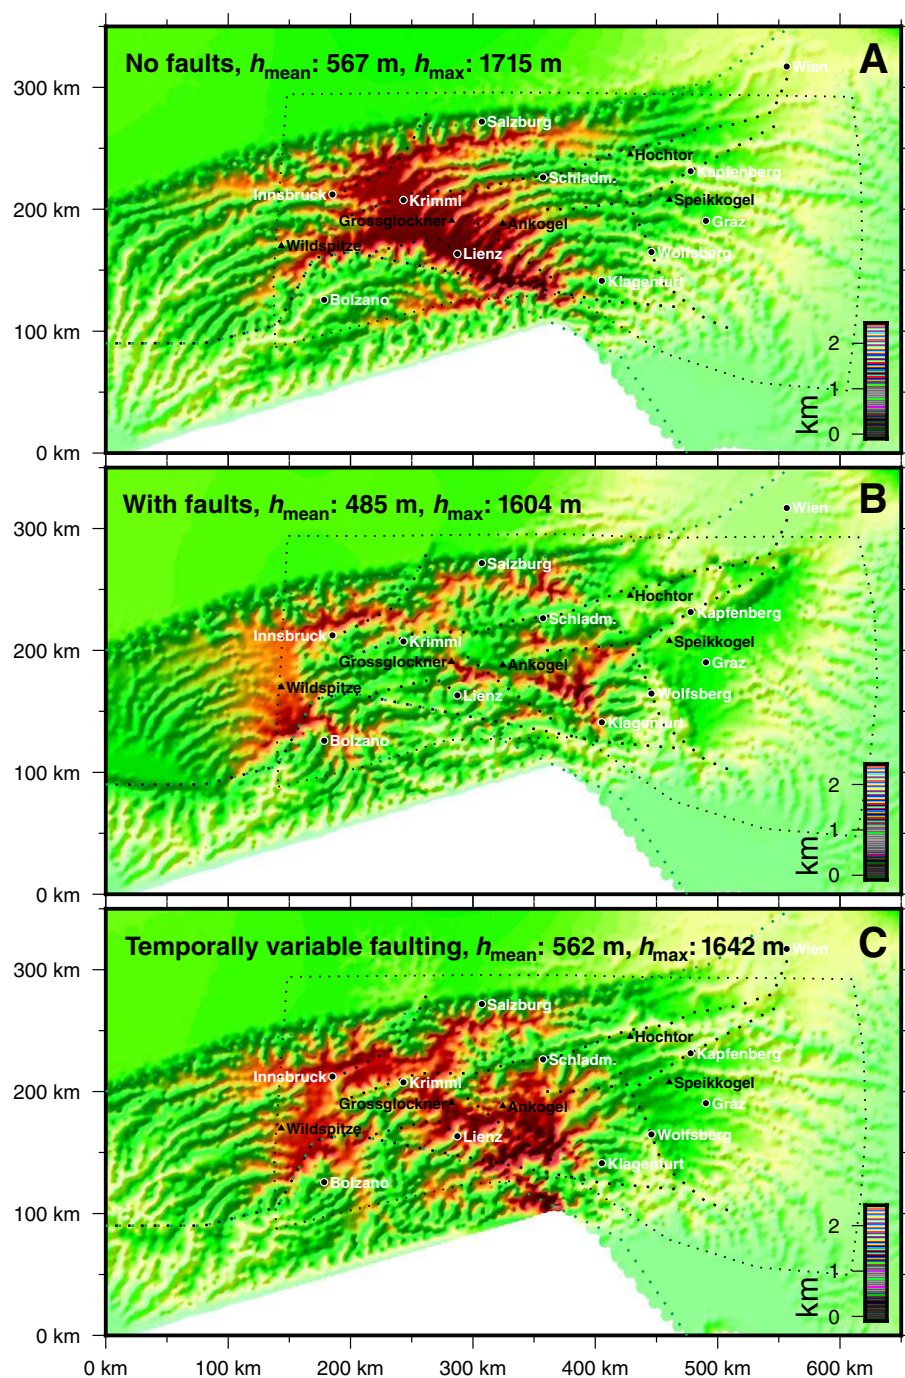 No faults, hmean: 567 m, hmax: 1715 m
A
300 km
Wien
Salzburg
Hochtor
Innsbruck
Krimml
Schladm.
Kapfenberg
200 km
Speikkogel
Grossglockner
Ankogel
Graz
Wildspitze
Lienz
Wolfsberg
Bolzano
Klagenfurt
100 km
2
1
0
km
0 km
With faults, hmean: 485 m, hmax: 1604 m
B
300 km
Wien
Salzburg
Hochtor
Innsbruck
Krimml
Schladm.
Kapfenberg
200 km
Speikkogel
Grossglockner
Ankogel
Graz
Wildspitze
Lienz
Wolfsberg
Bolzano
Klagenfurt
100 km
2
1
0
km
0 km
Temporally variable faulting, hmean: 562 m, hmax: 1642 m
C
300 km
Wien
Salzburg
Hochtor
Innsbruck
Krimml
Schladm.
Kapfenberg
200 km
Speikkogel
Grossglockner
Ankogel
Graz
Wildspitze
Lienz
Wolfsberg
Bolzano
Klagenfurt
100 km
2
1
0
km
0 km
0 km 100 km 200 km 300 km 400 km 500 km 600 km